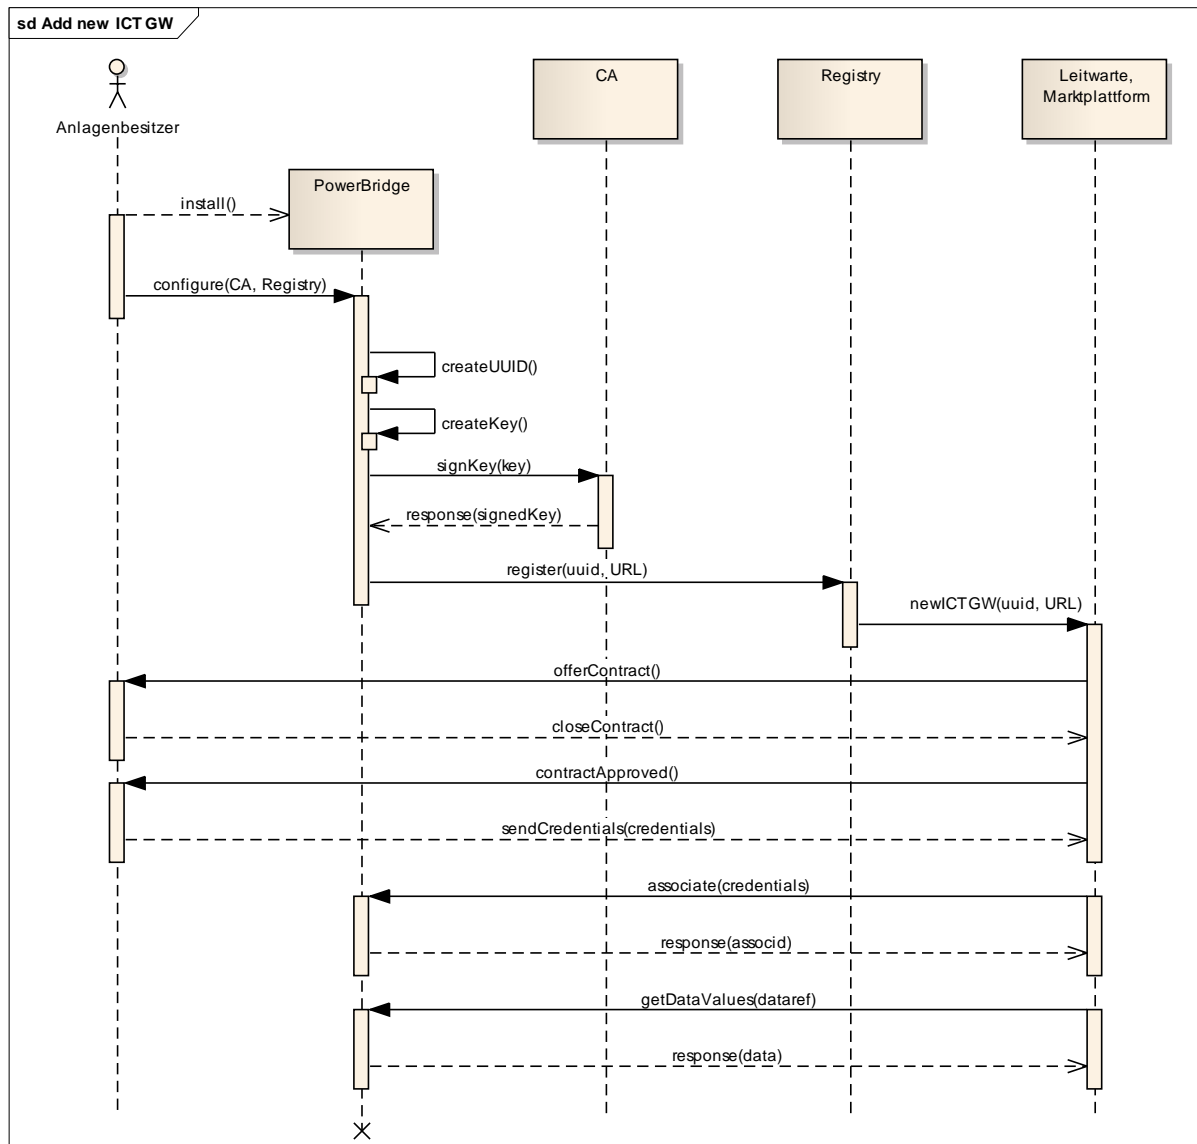 sd Add new ICT GW
CA
Registry
Leitwarte,
Marktplattform
Anlagenbesitzer
PowerBridge
install()
configure(CA, Registry)
createUUID()
createKey()
signKey(key)
response(signedKey)
register(uuid, URL)
newICTGW(uuid, URL)
offerContract()
closeContract()
contractApproved()
sendCredentials(credentials)
associate(credentials)
response(associd)
getDataValues(dataref)
response(data)